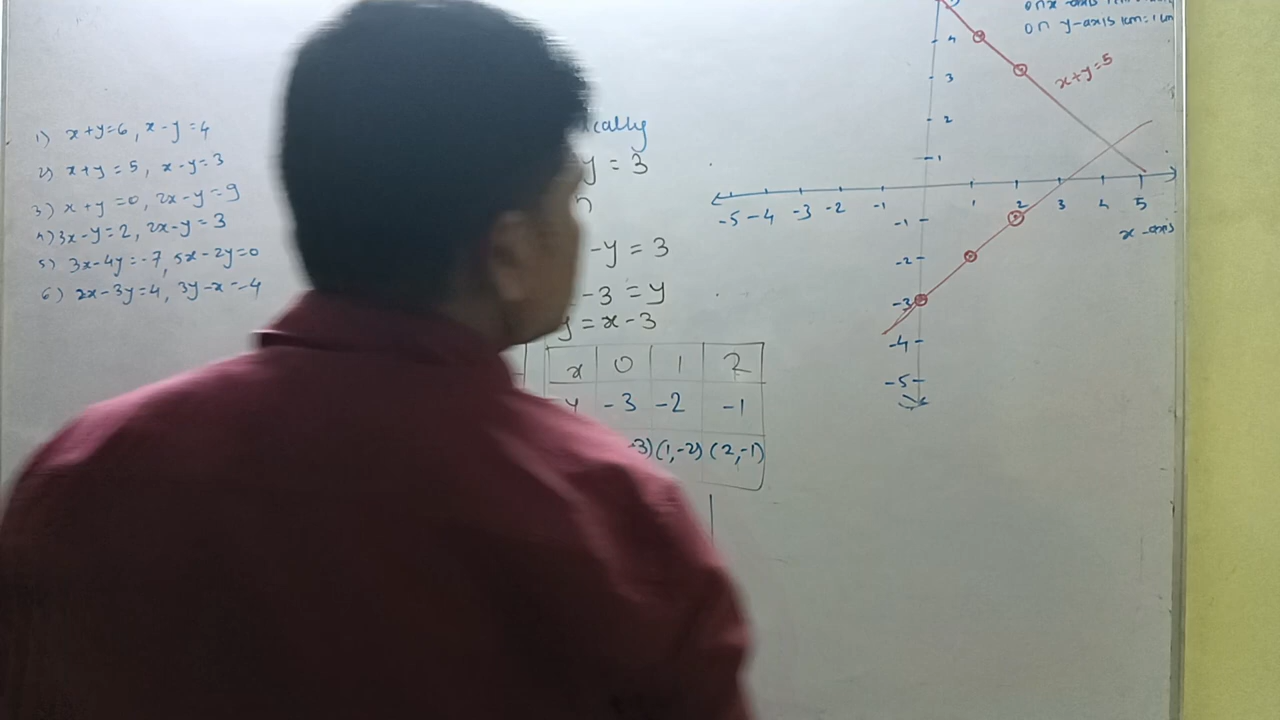 1) x+y=6, x-y=4
2) x+y=5, x-y=3
3) x+y=0, 2x-y=9
4) 3x-y=2, 2x-y=3
5) 3x-4y=-7, 5x-2y=0
6) 2x-3y=4, 3y-x=-4
cally
y = 3
-y = 3
-3 = y
y = x-3
x 0 1 2
y -3 -2 -1
-3) (1,-2) (2,-1)
on x-axis
on y-axis 1cm=1cm
x+y=5
4
3
2
1
-5 -4 -3 -2 -1 1 2 3 4 5
x-axis
-1
-2
-3
-4
-5